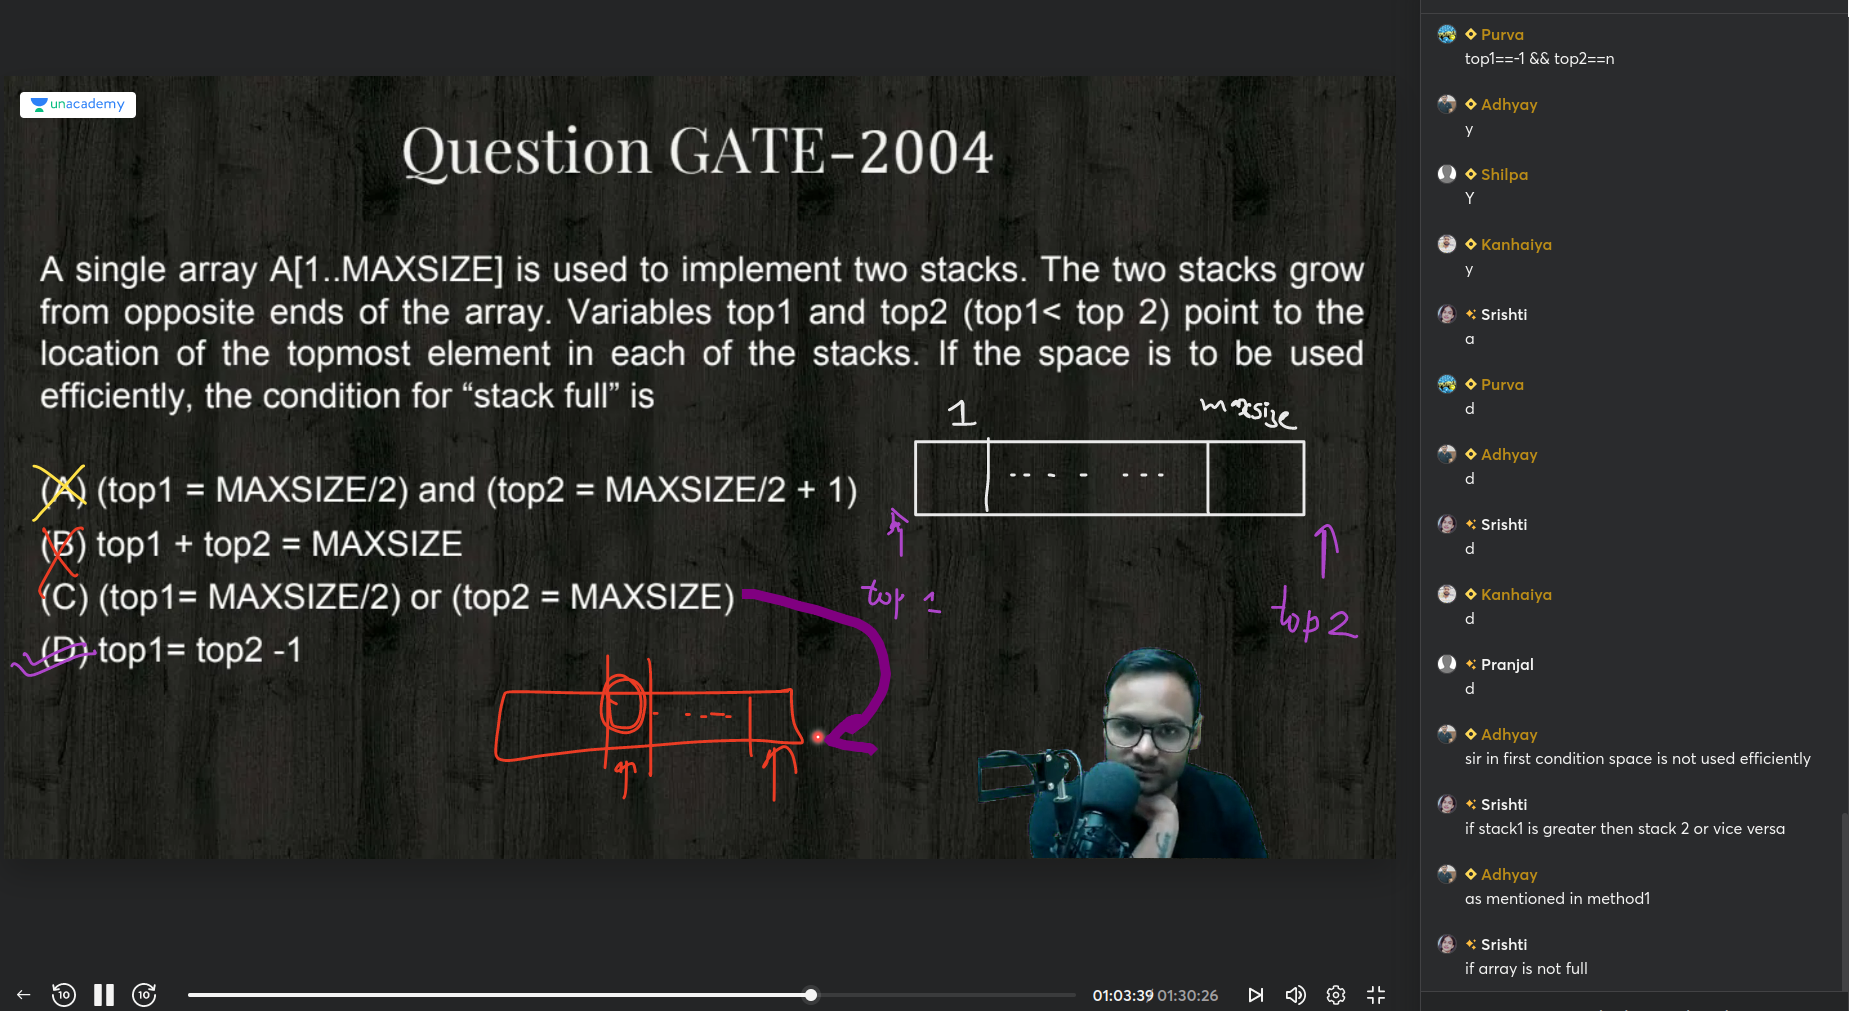 unacademy
Question GATE-2004
A single array A[1..MAXSIZE] is used to implement two stacks. The two stacks grow
from opposite ends of the array. Variables top1 and top2 (top1< top 2) point to the
location of the topmost element in each of the stacks. If the space is to be used
efficiently, the condition for “stack full” is
1 maxsize
(A) (top1 = MAXSIZE/2) and (top2 = MAXSIZE/2 + 1)
(B) top1 + top2 = MAXSIZE
(C) (top1= MAXSIZE/2) or (top2 = MAXSIZE)
(D) top1= top2 -1
top 1
top 2
10
10
01:03:39 / 01:30:26
Purva
top1==-1 && top2==n
Adhyay
y
Shilpa
Y
Kanhaiya
y
Srishti
a
Purva
d
Adhyay
d
Srishti
d
Kanhaiya
d
Pranjal
d
Adhyay
sir in first condition space is not used efficiently
Srishti
if stack1 is greater then stack 2 or vice versa
Adhyay
as mentioned in method1
Srishti
if array is not full